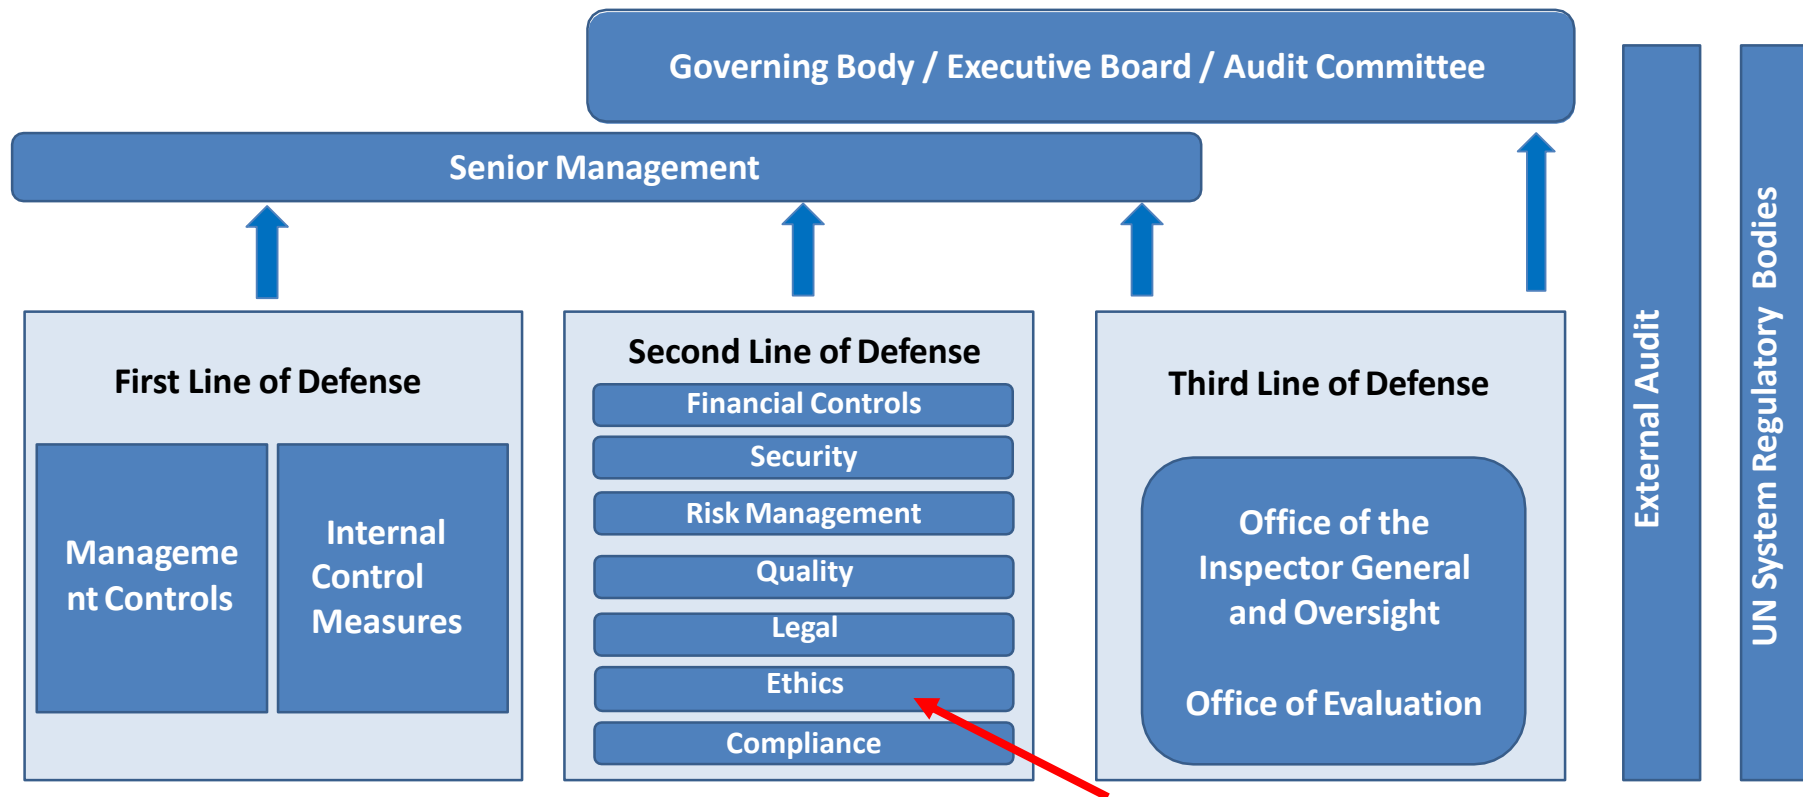 Governing Body / Executive Board / Audit Committee
Senior Management
First Line of Defense
Manageme
nt Controls
Internal
Control
Measures
Second Line of Defense
Financial Controls
Security
Risk Management
Quality
Legal
Ethics
Compliance
Third Line of Defense
Office of the
Inspector General
and Oversight
Office of Evaluation
External Audit
UN System Regulatory Bodies